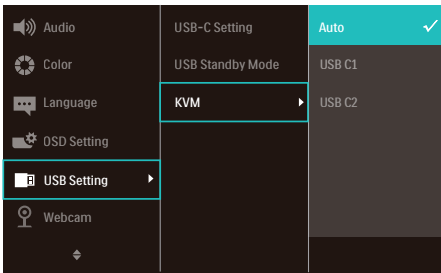 Audio
Color
Language
OSD Setting
USB Setting
Webcam
USB-C Setting
USB Standby Mode
KVM
Auto
USB C1
USB C2